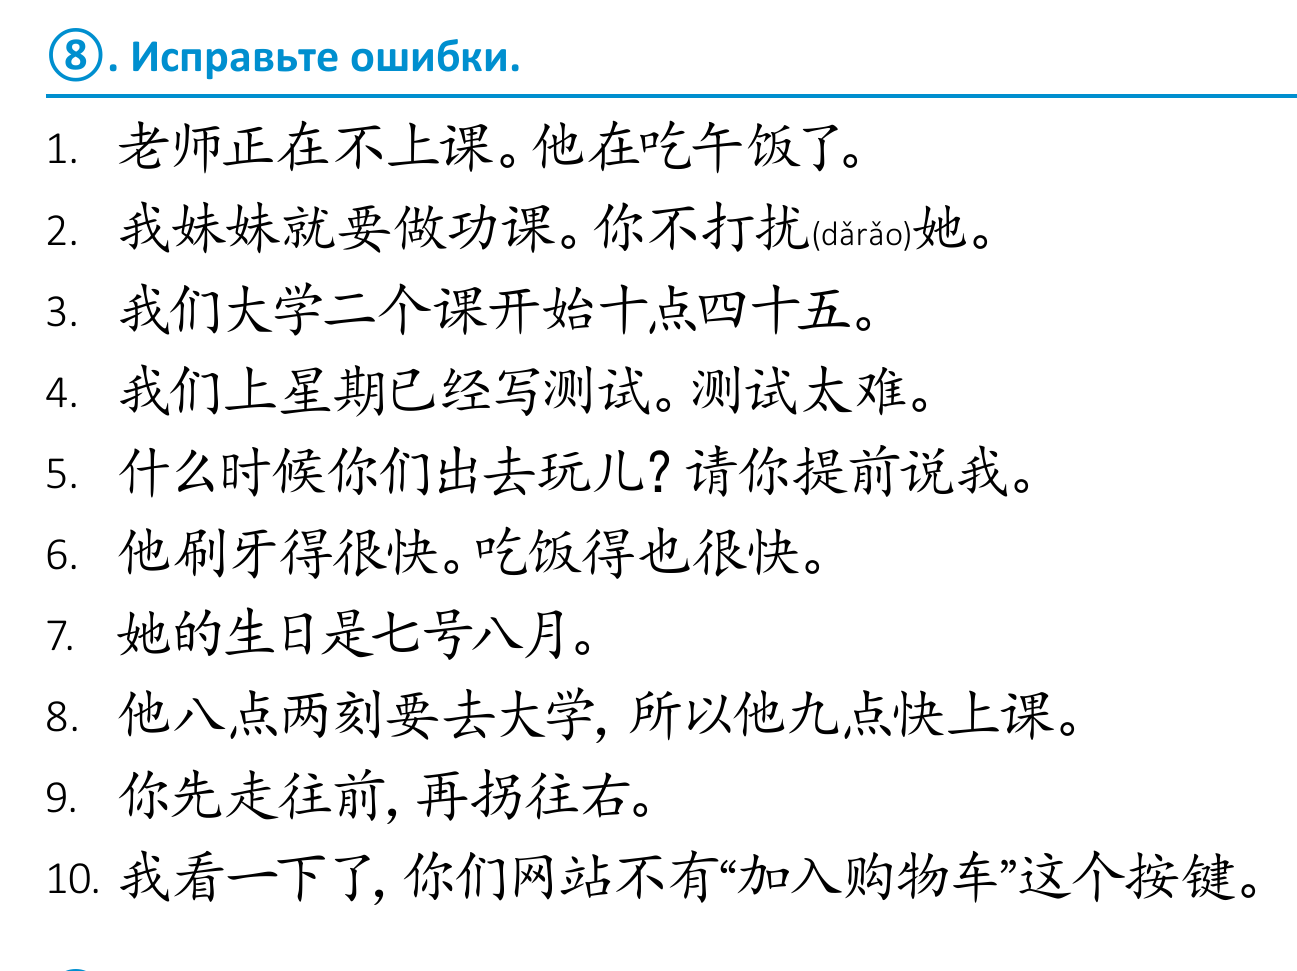 ⑧. Исправьте ошибки.
1. 老师正在不上课。他在吃午饭了。
2. 我妹妹就要做功课。你不打扰(dǎrǎo)她。
3. 我们大学二个课开始十点四十五。
4. 我们上星期已经写测试。测试太难。
5. 什么时候你们出去玩儿?请你提前说我。
6. 他刷牙得很快。吃饭得也很快。
7. 她的生日是七号八月。
8. 他八点两刻要去大学, 所以他九点快上课。
9. 你先走往前, 再拐往右。
10. 我看一下了, 你们网站不有“加入购物车”这个按键。